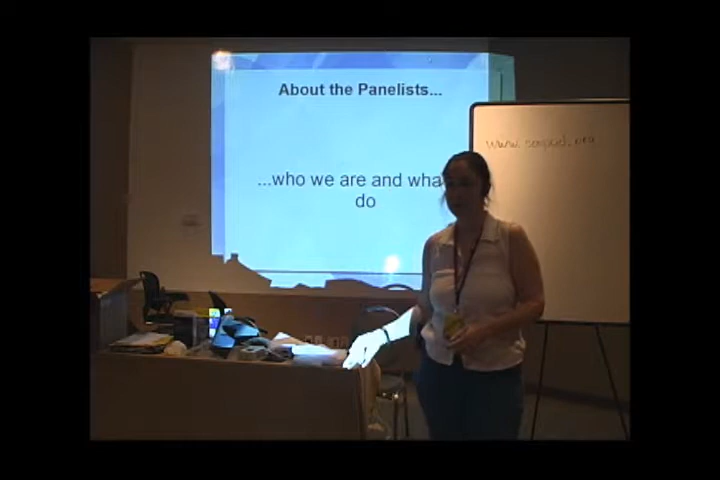 About the Panelists...
...who we are and wha
do